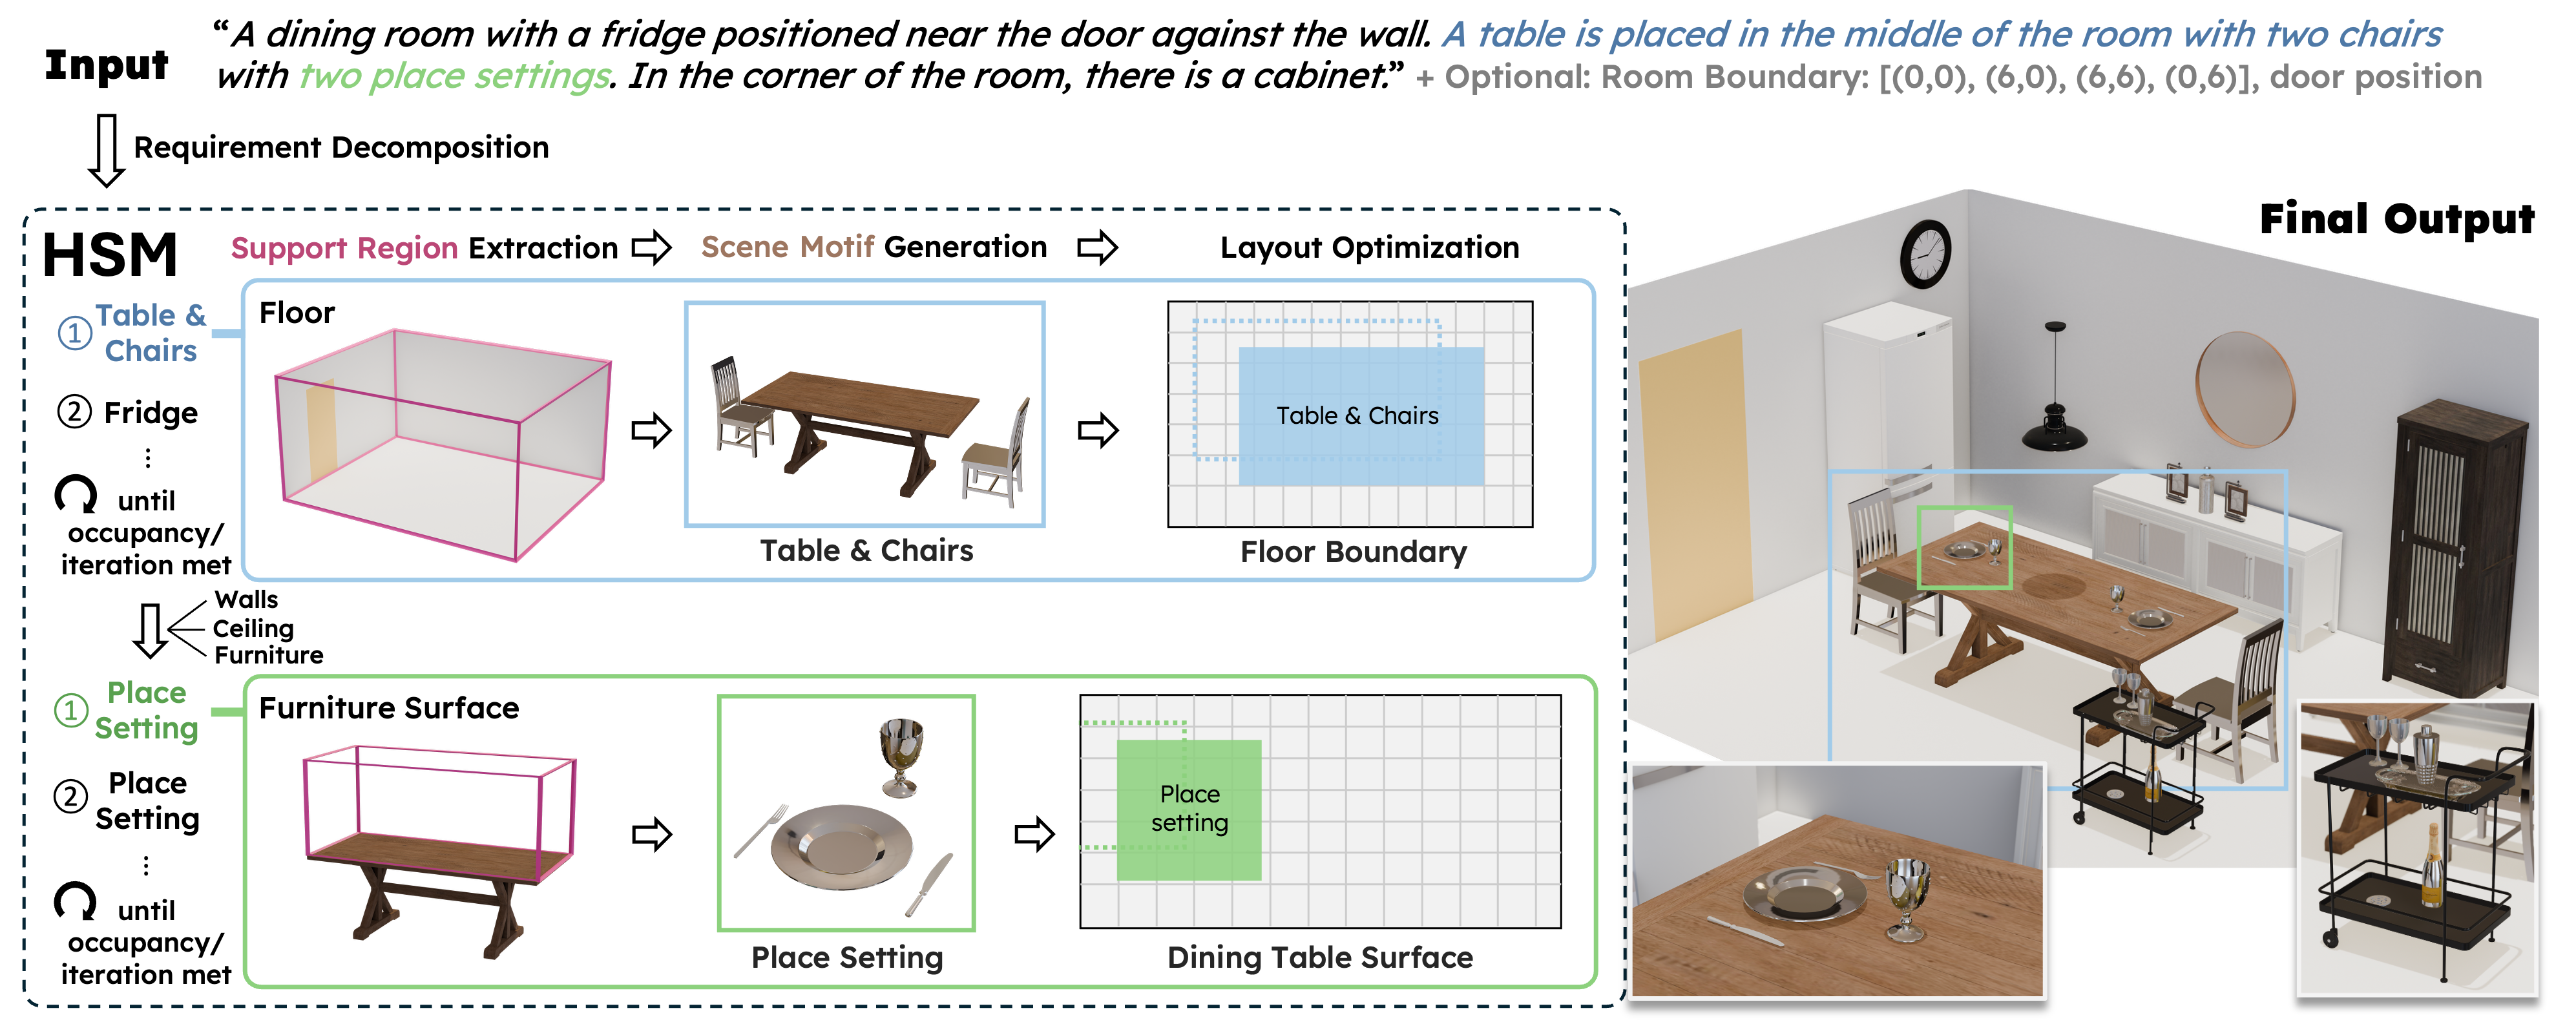 Input
“A dining room with a fridge positioned near the door against the wall. A table is placed in the middle of the room with two chairs
with two place settings. In the corner of the room, there is a cabinet.” + Optional: Room Boundary: [(0,0), (6,0), (6,6), (0,6)], door position
Requirement Decomposition
HSM
Support Region Extraction
Scene Motif Generation
Layout Optimization
Final Output
① Table &
Chairs
② Fridge
⋮
until
occupancy/
iteration met
Floor
Table & Chairs
Table & Chairs
Floor Boundary
Walls
Ceiling
Furniture
① Place
Setting
② Place
Setting
⋮
until
occupancy/
iteration met
Furniture Surface
Place Setting
Place
setting
Dining Table Surface